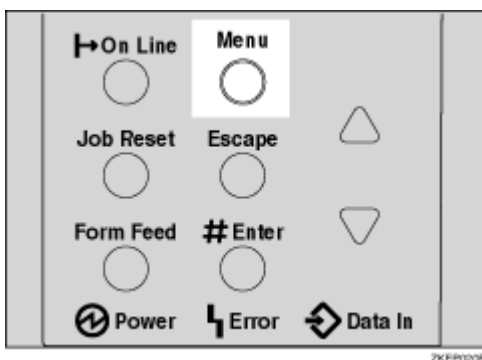 On Line Menu
Job Reset Escape
Form Feed # Enter
Power Error Data In